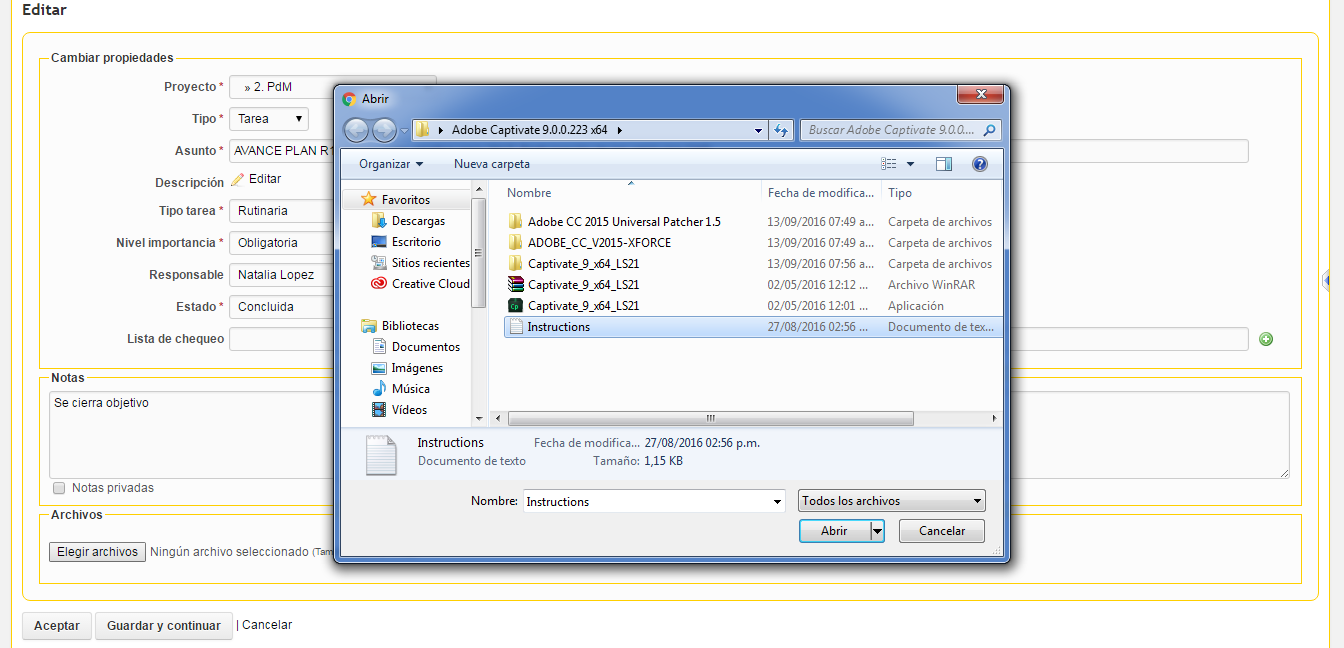 Editar
Cambiar propiedades
Proyecto * » 2. PdM
Tipo * Tarea
Asunto * AVANCE PLAN R1
Descripción Editar
Tipo tarea * Rutinaria
Nivel importancia * Obligatoria
Responsable Natalia Lopez
Estado * Concluida
Lista de chequeo
Notas
Se cierra objetivo
Notas privadas
Archivos
Elegir archivos Ningún archivo seleccionado (Tam
Aceptar Guardar y continuar | Cancelar
Abrir
Adobe Captivate 9.0.0.223 x64 Buscar Adobe Captivate 9.0.0....
Organizar Nueva carpeta
Favoritos
Descargas
Escritorio
Sitios recientes
Creative Cloud
Bibliotecas
Documentos
Imágenes
Música
Vídeos
Nombre Fecha de modifica... Tipo
Adobe CC 2015 Universal Patcher 1.5 13/09/2016 07:49 a... Carpeta de archivos
ADOBE_CC_V2015-XFORCE 13/09/2016 07:49 a... Carpeta de archivos
Captivate_9_x64_LS21 13/09/2016 07:56 a... Carpeta de archivos
Captivate_9_x64_LS21 02/05/2016 12:12 ... Archivo WinRAR
Cp Captivate_9_x64_LS21 02/05/2016 12:01 ... Aplicación
Instructions 27/08/2016 02:56 ... Documento de tex...
Instructions Fecha de modifica... 27/08/2016 02:56 p.m.
Documento de texto Tamaño: 1,15 KB
Nombre: Instructions Todos los archivos
Abrir Cancelar